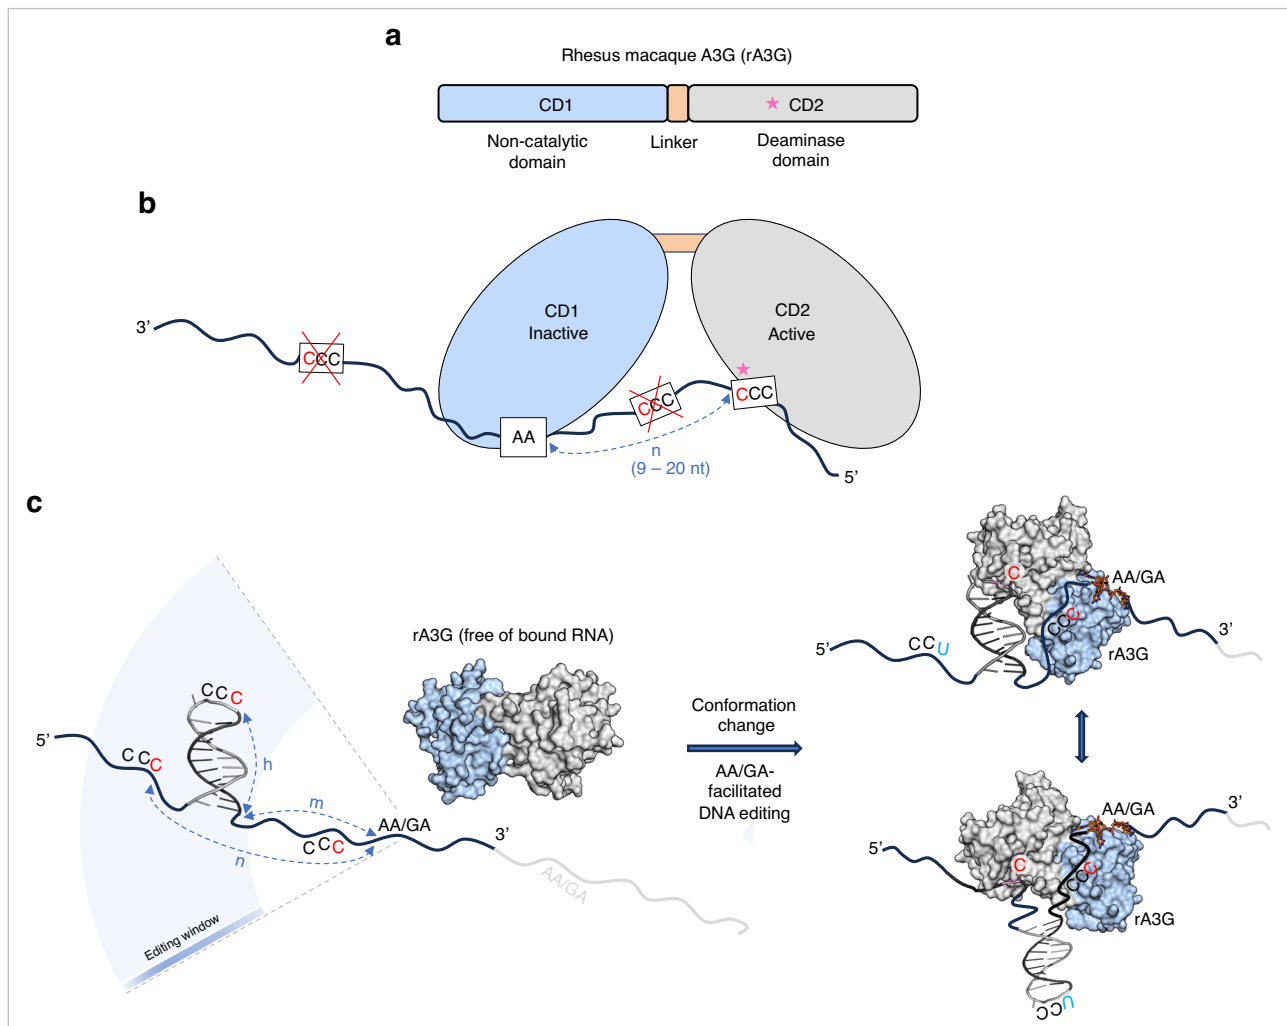 a
Rhesus macaque A3G (rA3G)
CD1
CD2
Non-catalytic
domain
Linker
Deaminase
domain
b
CD1
Inactive
CD2
Active
3’
CCC
AA
CCC
CCC
n
(9 – 20 nt)
5’
c
rA3G (free of bound RNA)
CCC
5’
CCC
h
m
n
CCC
AA/GA
3’
AA/GA
Editing window
Conformation
change
AA/GA-
facilitated
DNA editing
C
AA/GA
CCC
5’
CCU
rA3G
3’
AA/GA
3’
5’
C
CCC
rA3G
CCU